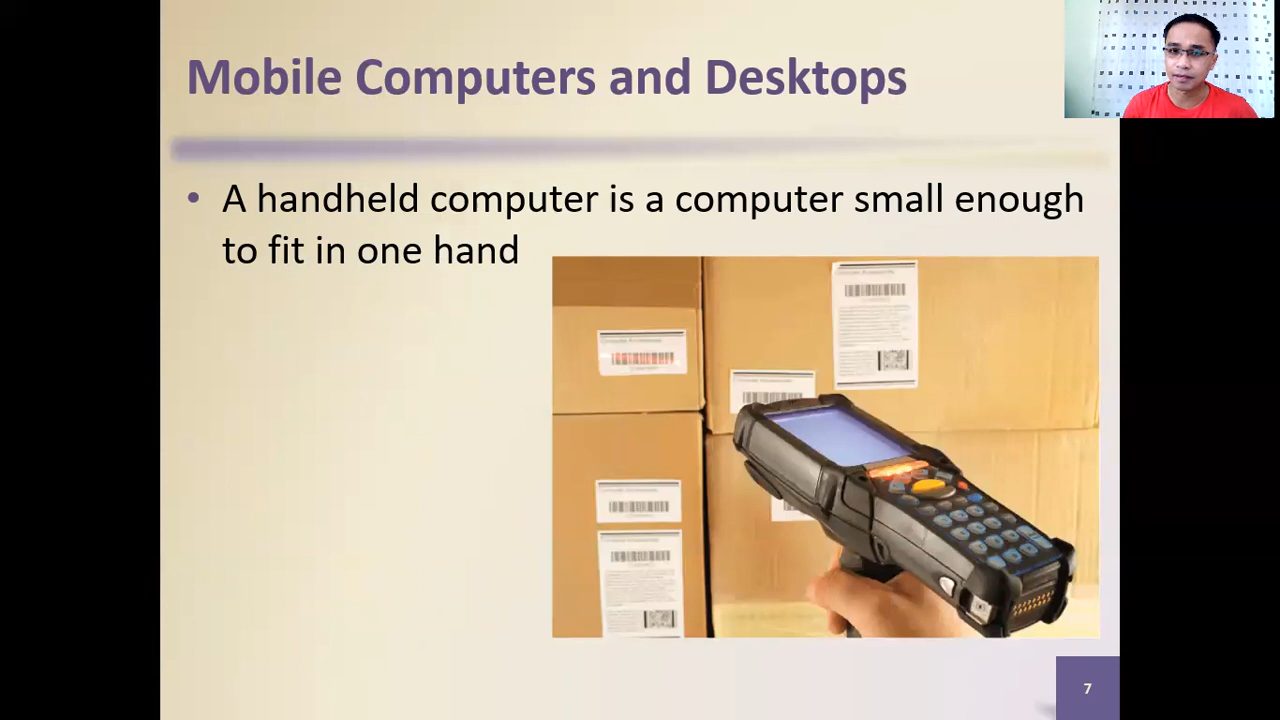 Mobile Computers and Desktops
• A handheld computer is a computer small enough
to fit in one hand
7